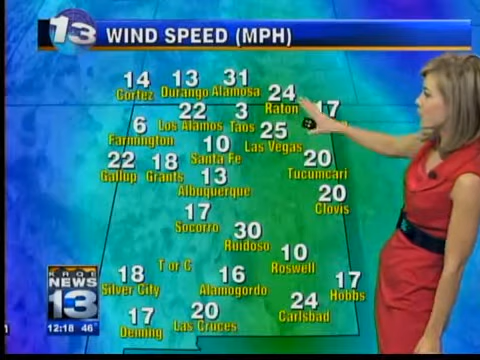 13 WIND SPEED (MPH)
14 13 31
Cortez Durango Alamosa
24
Raton
17
22 3
Los Alamos Taos
6
Farmington
25
Las Vegas
10
Santa Fe
22 18
Gallup Grants
13
Albuquerque
20
Tucumcari
20
Clovis
17
Socorro
30
Ruidoso
T or C
10
Roswell
18
Silver City
16
Alamogordo
17
Hobbs
24
Carlsbad
17
Deming
20
Las Cruces
KRQE
NEWS
13
12:18 46°